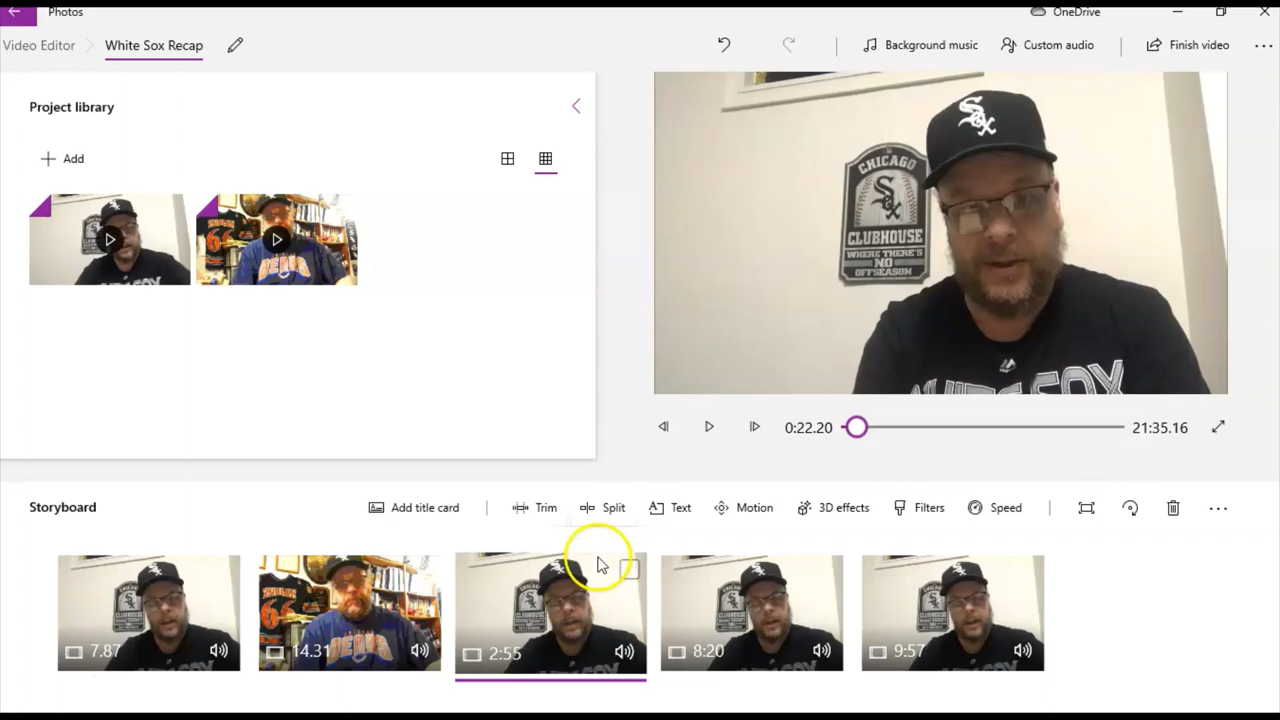 Photos
OneDrive
Video Editor
White Sox Recap
Background music
Custom audio
Finish video
Project library
Add
Sox
CHICAGO
Sox
CLUBHOUSE
WHERE THERE'S
NO
OFFSEASON
0:22.20
21:35.16
Storyboard
Add title card
Trim
Split
Text
Motion
3D effects
Filters
Speed
7.87
14.31
2:55
8:20
9:57